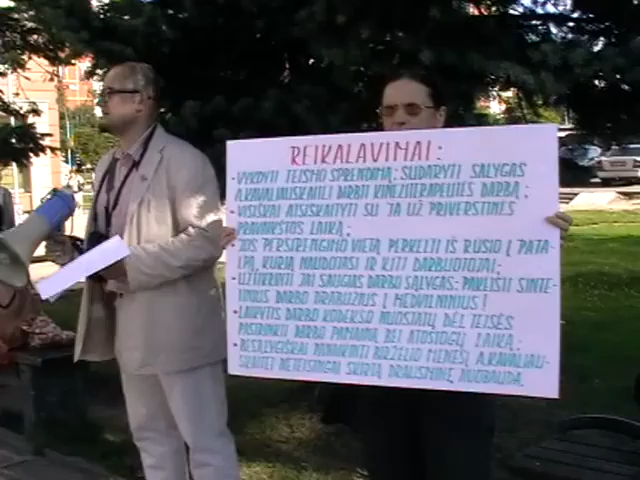 REIKALAVIMAI:
- VYKDYTI TEISMO SPRENDIMĄ: SUDARYTI SĄLYGAS
A.KAVALIAUSKAITEI DIRBTI KINEZITERAPEUTĖS DARBĄ;
- VISIŠKAI ATSISKAITYTI SU JA UŽ PRIVERSTINĖS
PRAVAIKŠTOS LAIKĄ;
- JOS PERSIRENGIMO VIETĄ PERKELTI IŠ RŪSIO Į PATA-
LPĄ, KURIA NAUDOJASI IR KITI DARBUOTOJAI;
- UŽTIKRINTI JAI SAUGIAS DARBO SĄLYGAS: PAKEISTI SINTE-
TINIUS DARBO DRABUŽIUS Į MEDVILNINIUS!
- LAIKYTIS DARBO KODEKSO NUOSTATŲ DĖL TEISĖS
PASIRINKTI DARBO PAMAINĄ BEI ATOSTOGŲ LAIKĄ;
- BESĄLYGIŠKAI PANAIKINTI BIRŽELIO MĖNESĮ A.KAVALIAU-
SKAITEI NETEISINGAI SKIRTĄ DRAUSMINĘ NUOBAUDĄ.